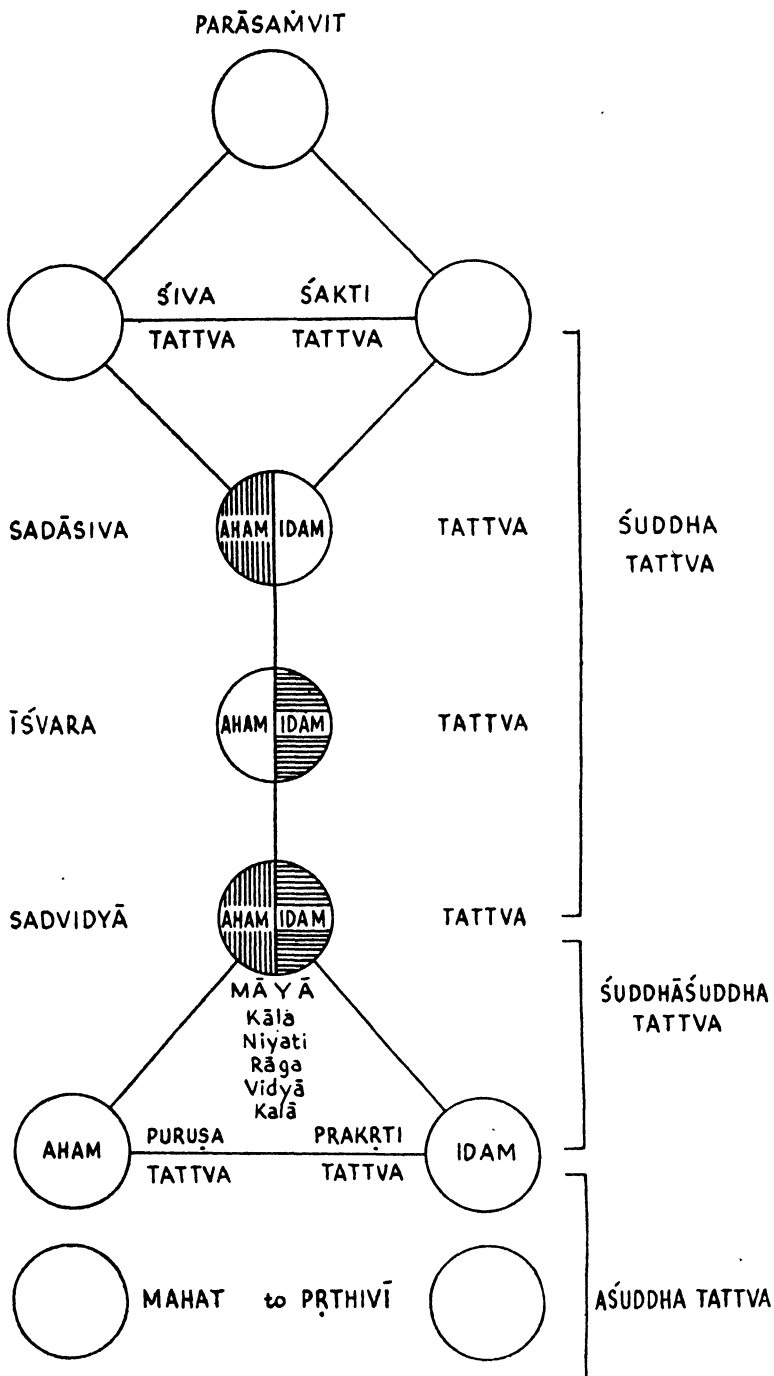 PARĀSAṀVIT
ŚIVA ŚAKTI
TATTVA TATTVA
SADĀSIVA AHAM IDAM TATTVA
ŚUDDHA
TATTVA
ĪŚVARA AHAM IDAM TATTVA
SADVIDYĀ AHAM IDAM TATTVA
MĀYĀ
Kāla
Niyati
Rāga
Vidyā
Kalā
ŚUDDHĀŚUDDHA
TATTVA
AHAM PURUṢA PRAKṚTI IDAM
TATTVA TATTVA
MAHAT to PṚTHIVĪ AŚUDDHA TATTVA